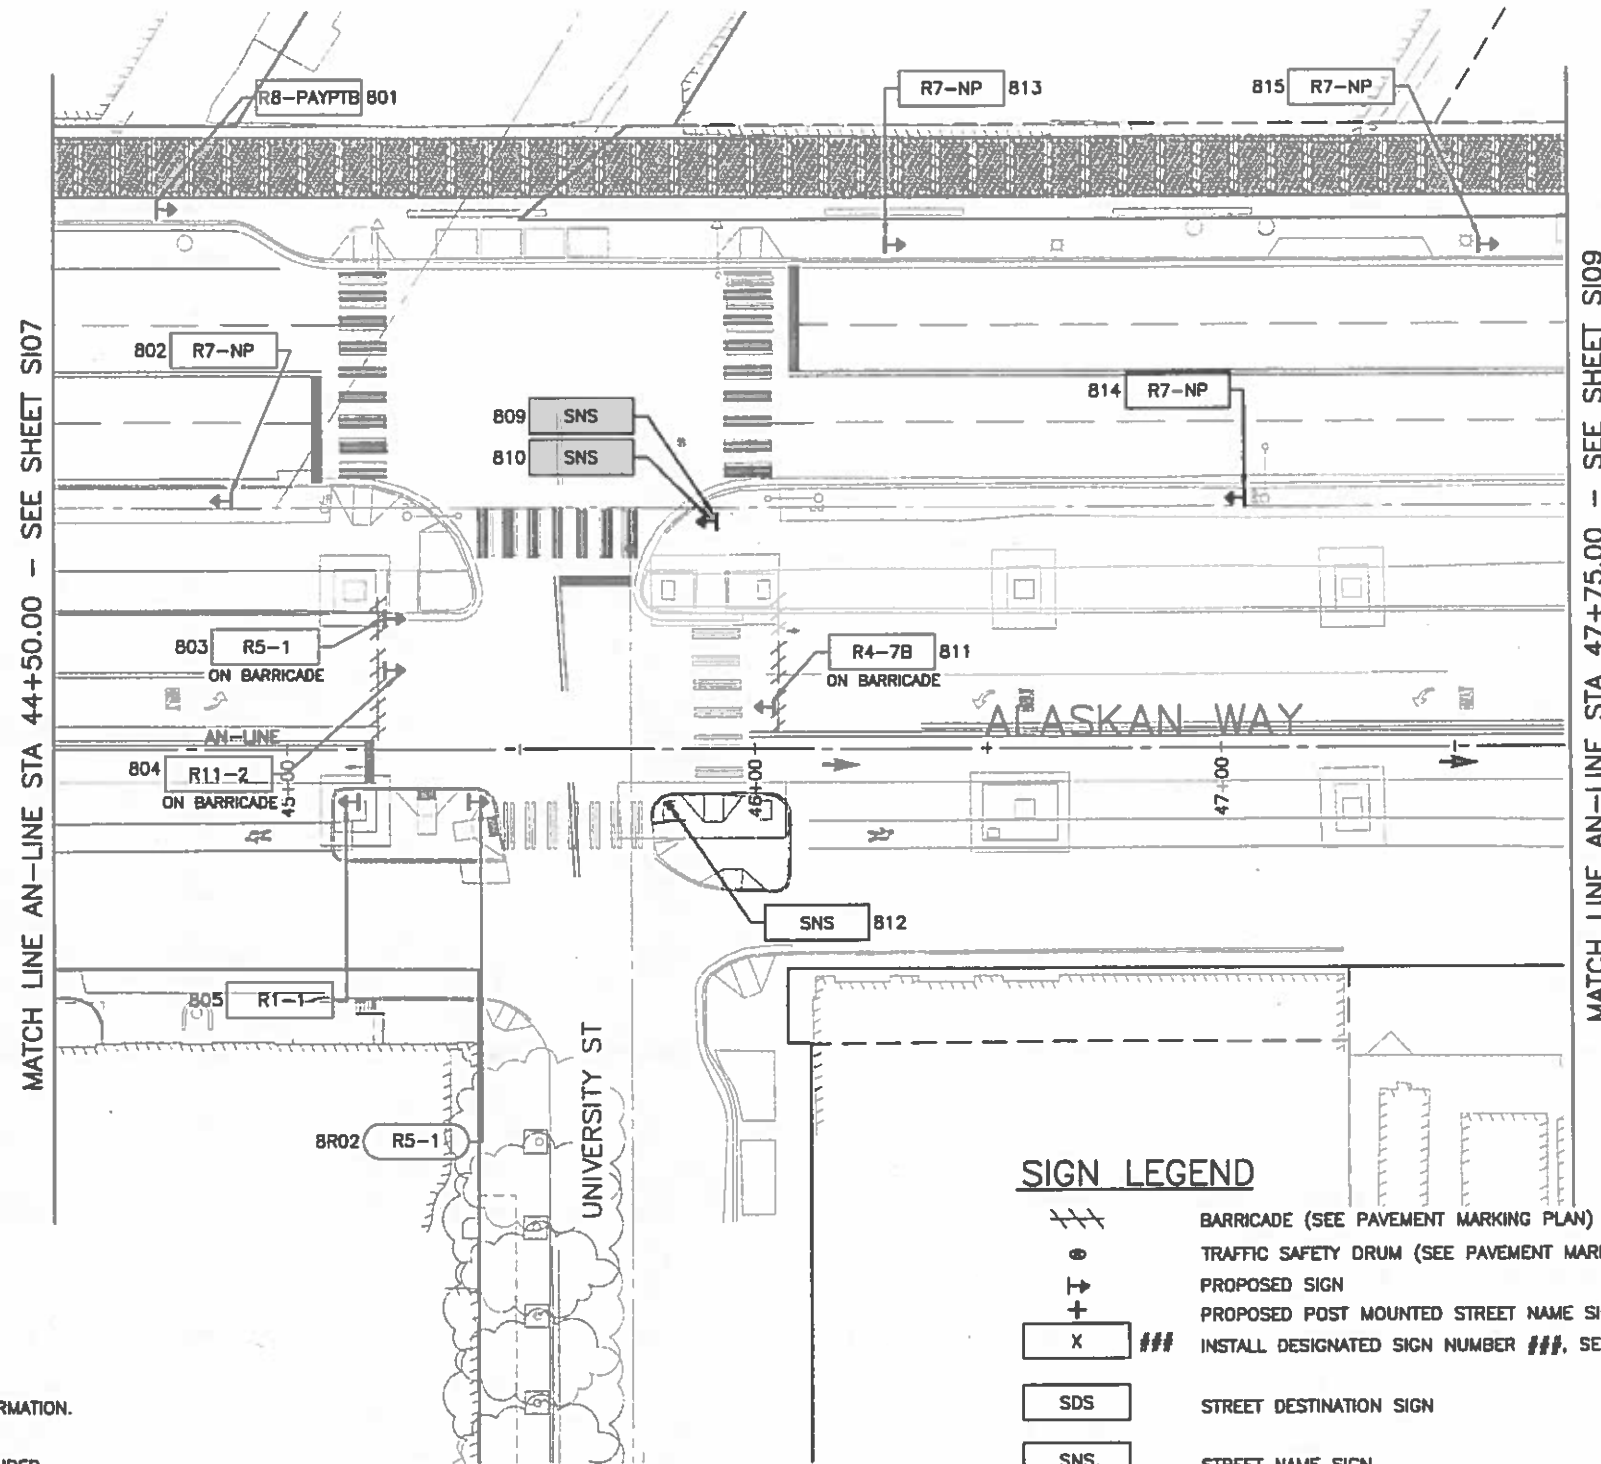 R8-PAYPTB 801
R7-NP 813
815 R7-NP
802 R7-NP
814 R7-NP
809 SNS
810 SNS
803 R5-1
ON BARRICADE
R4-7B 811
ON BARRICADE
ALASKAN WAY
AN-LINE
804 R11-2
ON BARRICADE
45+00
46+00
47+00
SNS 812
805 R1-1
8R02 R5-1
UNIVERSITY ST
MATCH LINE AN-LINE STA 44+50.00 - SEE SHEET SI07
MATCH LINE AN-LINE STA 47+75.00 - SEE SHEET SI09
SIGN LEGEND
BARRICADE (SEE PAVEMENT MARKING PLAN)
TRAFFIC SAFETY DRUM (SEE PAVEMENT MAR
PROPOSED SIGN
PROPOSED POST MOUNTED STREET NAME SI
X ### INSTALL DESIGNATED SIGN NUMBER ###, SE
SDS STREET DESTINATION SIGN
SNS STREET NAME SIGN
RMATION.